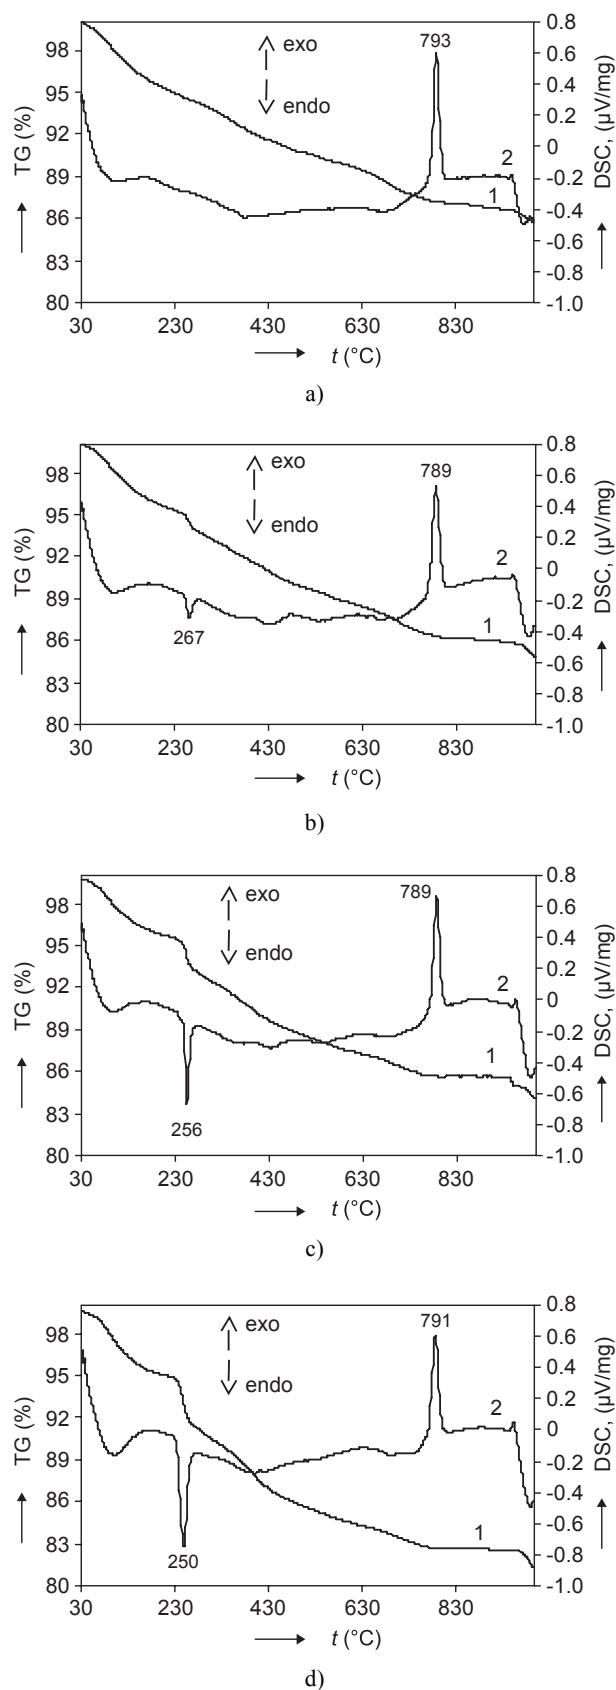 exo
endo
TG (%)
98
95
92
89
86
83
80
0.8
0.6
0.4
0.2
0
-0.2
-0.4
-0.6
-0.8
-1.0
DSC, (µV/mg)
793
2
1
30 230 430 630 830
t (°C)
a)
exo
endo
TG (%)
98
95
92
89
86
83
80
0.8
0.6
0.4
0.2
0
-0.2
-0.4
-0.6
-0.8
-1.0
DSC, (µV/mg)
789
2
267
1
30 230 430 630 830
t (°C)
b)
exo
endo
TG (%)
98
95
92
89
86
83
80
0.8
0.6
0.4
0.2
0
-0.2
-0.4
-0.6
-0.8
-1.0
DSC, (µV/mg)
789
2
1
256
30 230 430 630 830
t (°C)
c)
exo
endo
TG (%)
98
95
92
89
86
83
80
0.8
0.6
0.4
0.2
0
-0.2
-0.4
-0.6
-0.8
-1.0
DSC, (µV/mg)
791
2
1
250
30 230 430 630 830
t (°C)
d)